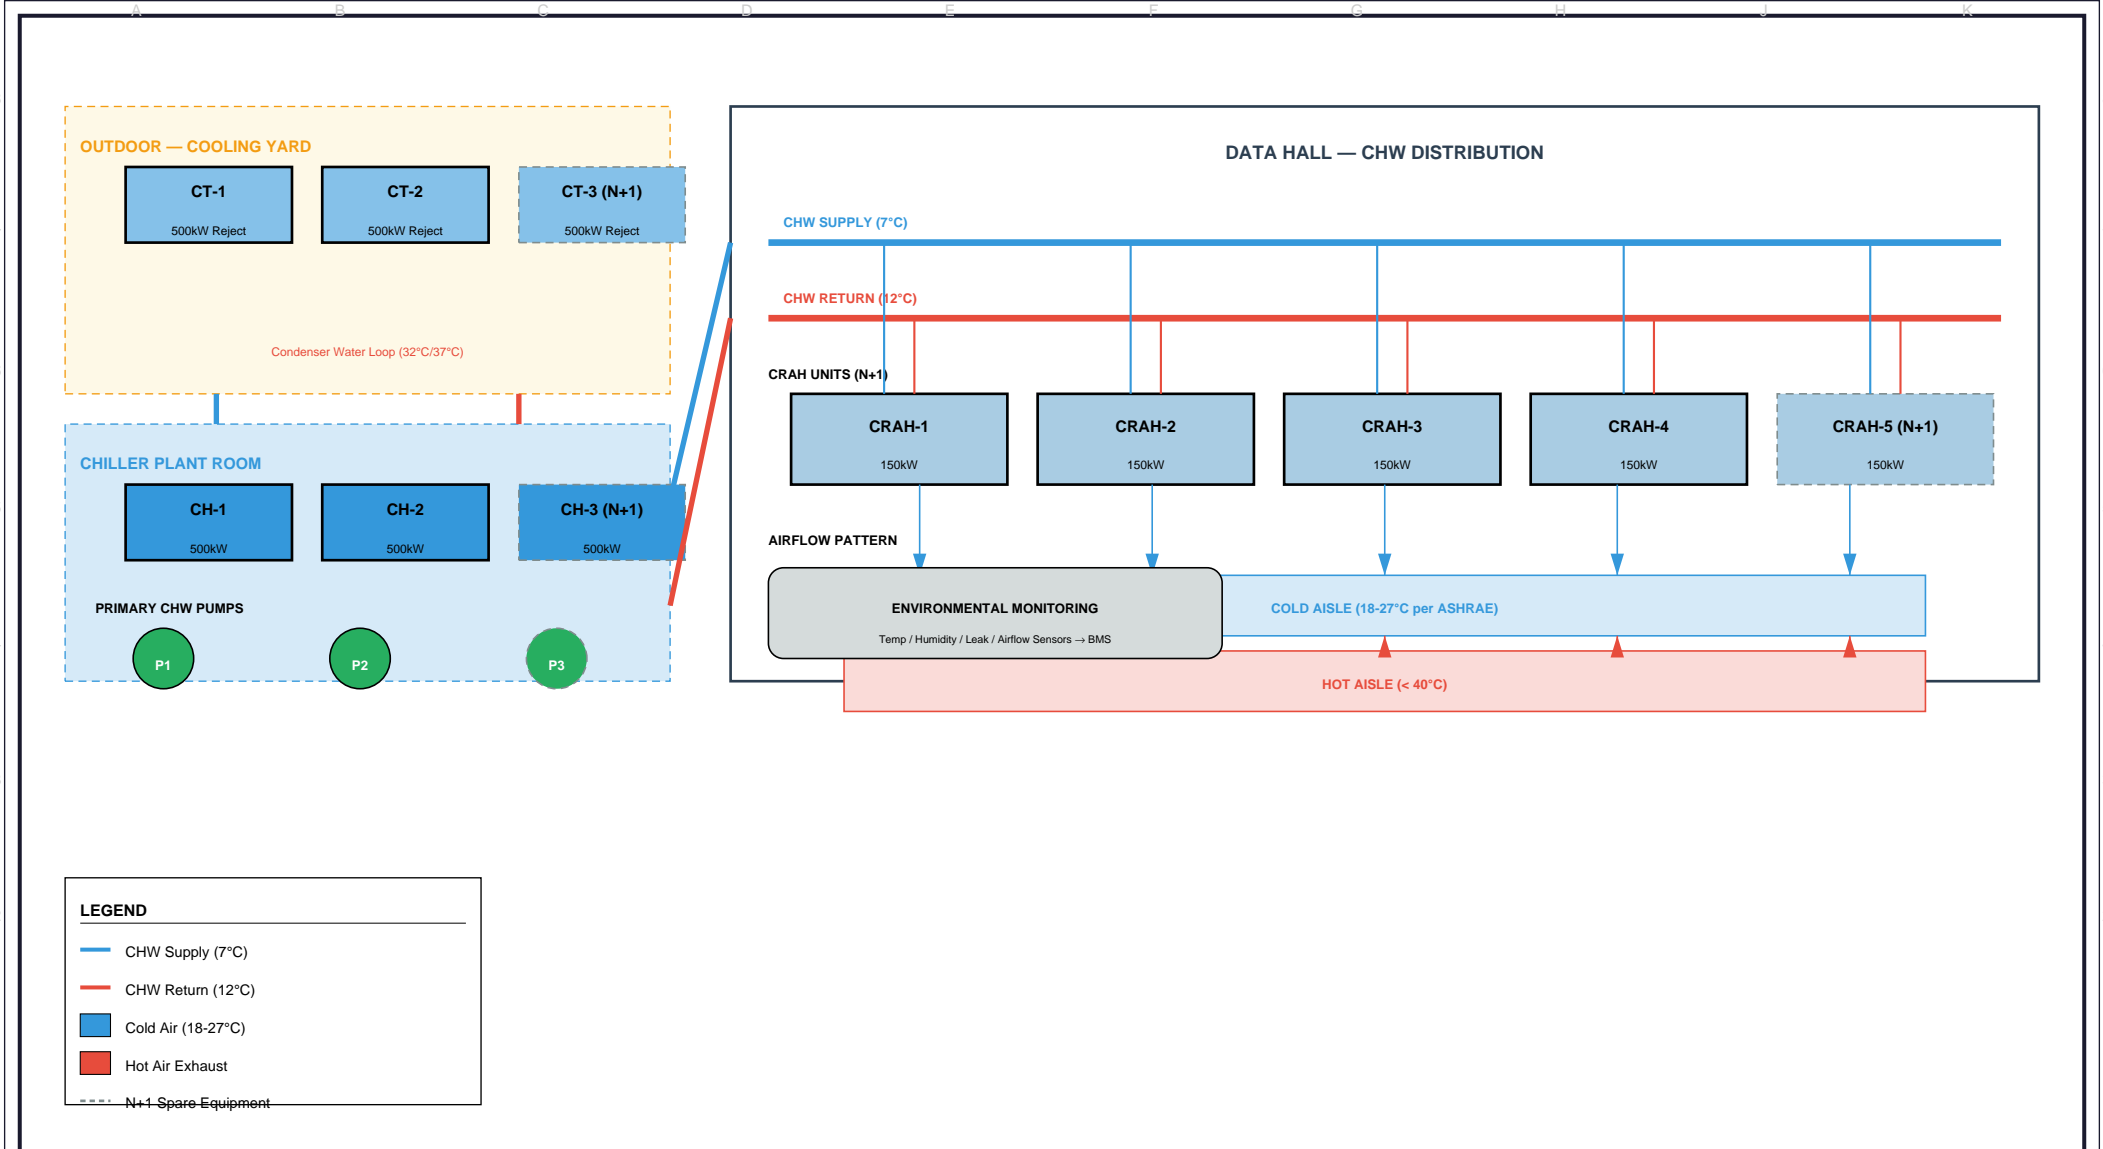 A B C D E F G H J K
OUTDOOR — COOLING YARD
CT-1
500kW Reject
CT-2
500kW Reject
CT-3 (N+1)
500kW Reject
Condenser Water Loop (32°C/37°C)
CHILLER PLANT ROOM
CH-1
500kW
CH-2
500kW
CH-3 (N+1)
500kW
PRIMARY CHW PUMPS
P1
P2
P3
DATA HALL — CHW DISTRIBUTION
CHW SUPPLY (7°C)
CHW RETURN (12°C)
CRAH UNITS (N+1)
CRAH-1
150kW
CRAH-2
150kW
CRAH-3
150kW
CRAH-4
150kW
CRAH-5 (N+1)
150kW
AIRFLOW PATTERN
ENVIRONMENTAL MONITORING
Temp / Humidity / Leak / Airflow Sensors → BMS
COLD AISLE (18-27°C per ASHRAE)
HOT AISLE (< 40°C)
LEGEND
CHW Supply (7°C)
CHW Return (12°C)
Cold Air (18-27°C)
Hot Air Exhaust
N+1 Spare Equipment